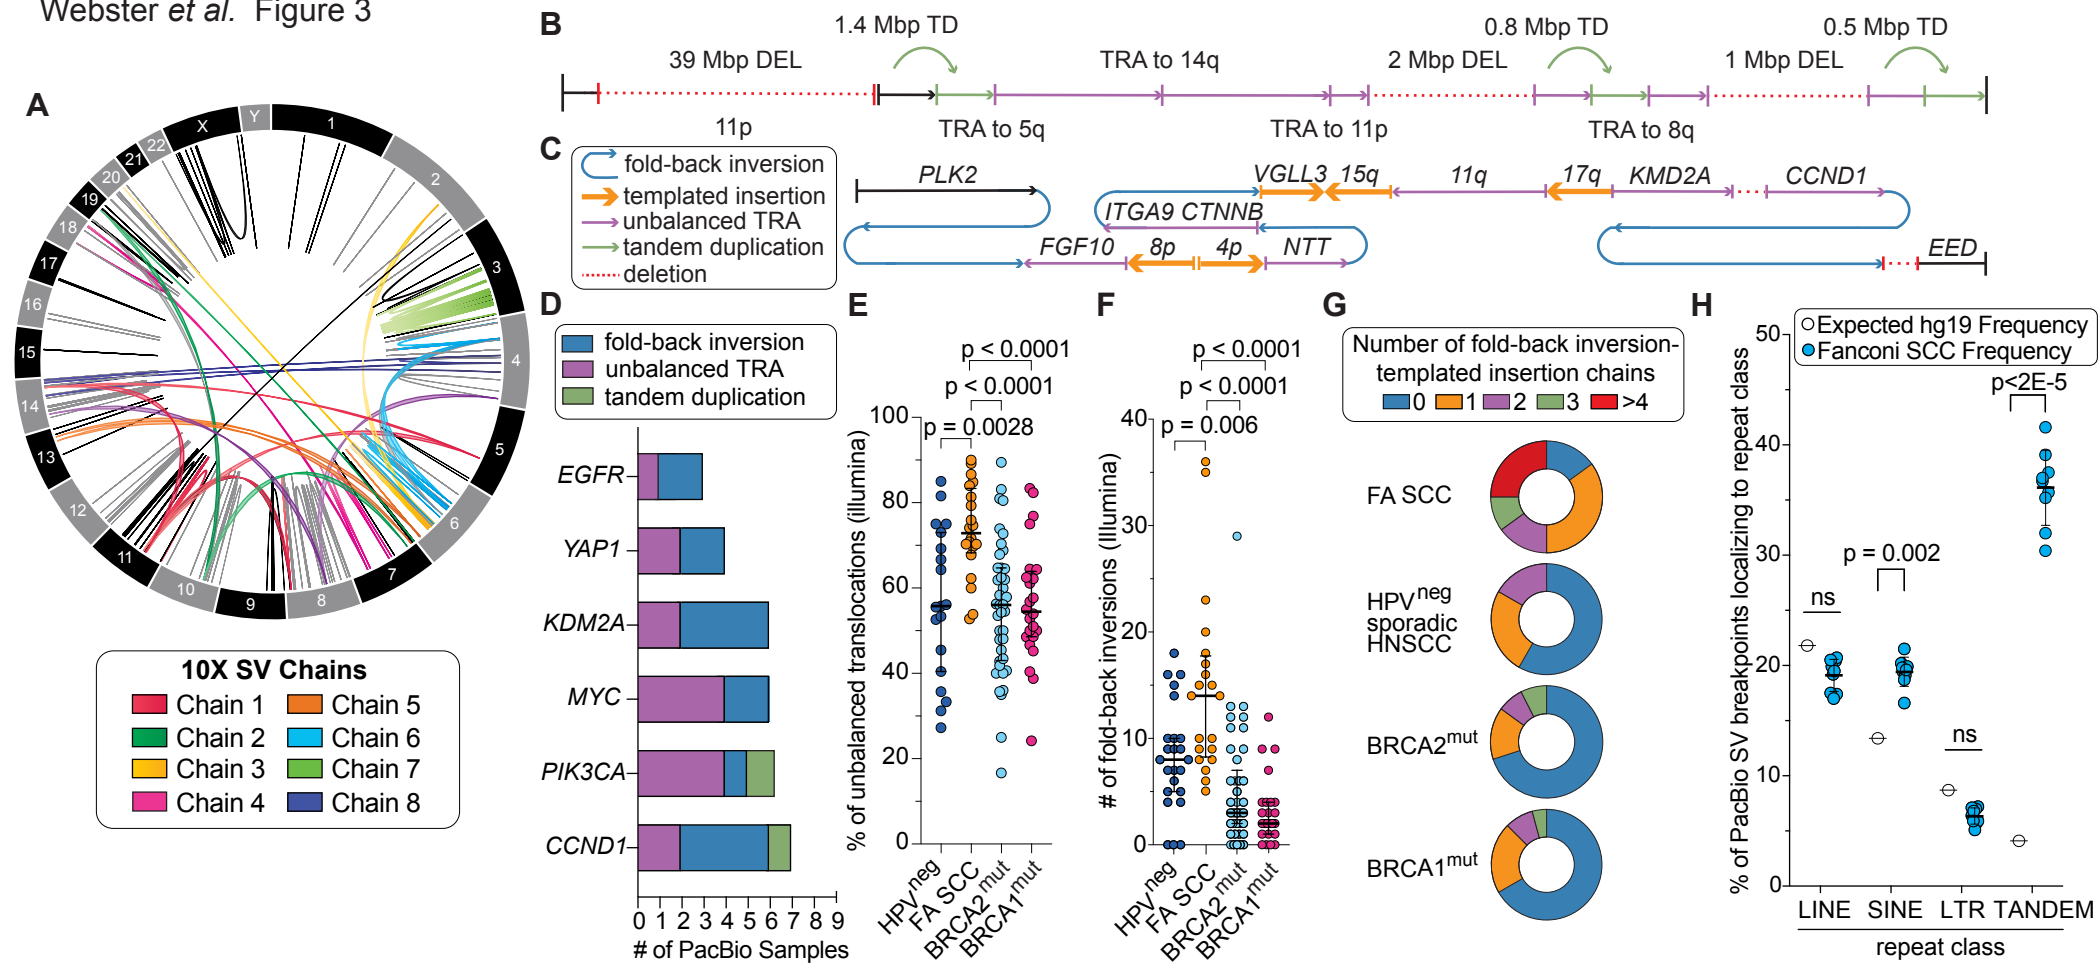 Webster et al. Figure 3
A
X
Y
1
2
3
4
5
6
7
8
9
10
11
12
13
14
15
16
17
18
19
20
21
22
10X SV Chains
Chain 1
Chain 2
Chain 3
Chain 4
Chain 5
Chain 6
Chain 7
Chain 8
B
1.4 Mbp TD
0.8 Mbp TD
0.5 Mbp TD
39 Mbp DEL
TRA to 14q
2 Mbp DEL
1 Mbp DEL
11p
TRA to 5q
TRA to 11p
TRA to 8q
C
fold-back inversion
templated insertion
unbalanced TRA
tandem duplication
deletion
PLK2
VGLL3
15q
11q
17q
KMD2A
CCND1
ITGA9 CTNNB
FGF10
8p
4p
NTT
EED
D
fold-back inversion
unbalanced TRA
tandem duplication
EGFR
YAP1
KDM2A
MYC
PIK3CA
CCND1
0 1 2 3 4 5 6 7 8 9
# of PacBio Samples
E
p < 0.0001
p < 0.0001
p = 0.0028
% of unbalanced translocations (illumina)
100
80
60
40
20
0
HPVneg
FA SCC
BRCA2mut
BRCA1mut
F
p < 0.0001
p < 0.0001
p = 0.006
# of fold-back inversions (Illumina)
40
30
20
10
0
HPVneg
FA SCC
BRCA2mut
BRCA1mut
G
Number of fold-back inversion-
templated insertion chains
0 1 2 3 >4
FA SCC
HPVneg
sporadic
HNSCC
BRCA2mut
BRCA1mut
H
Expected hg19 Frequency
Fanconi SCC Frequency
p<2E-5
p = 0.002
ns
ns
% of PacBio SV breakpoints localizing to repeat class
50
40
30
20
10
0
LINE SINE LTR TANDEM
repeat class